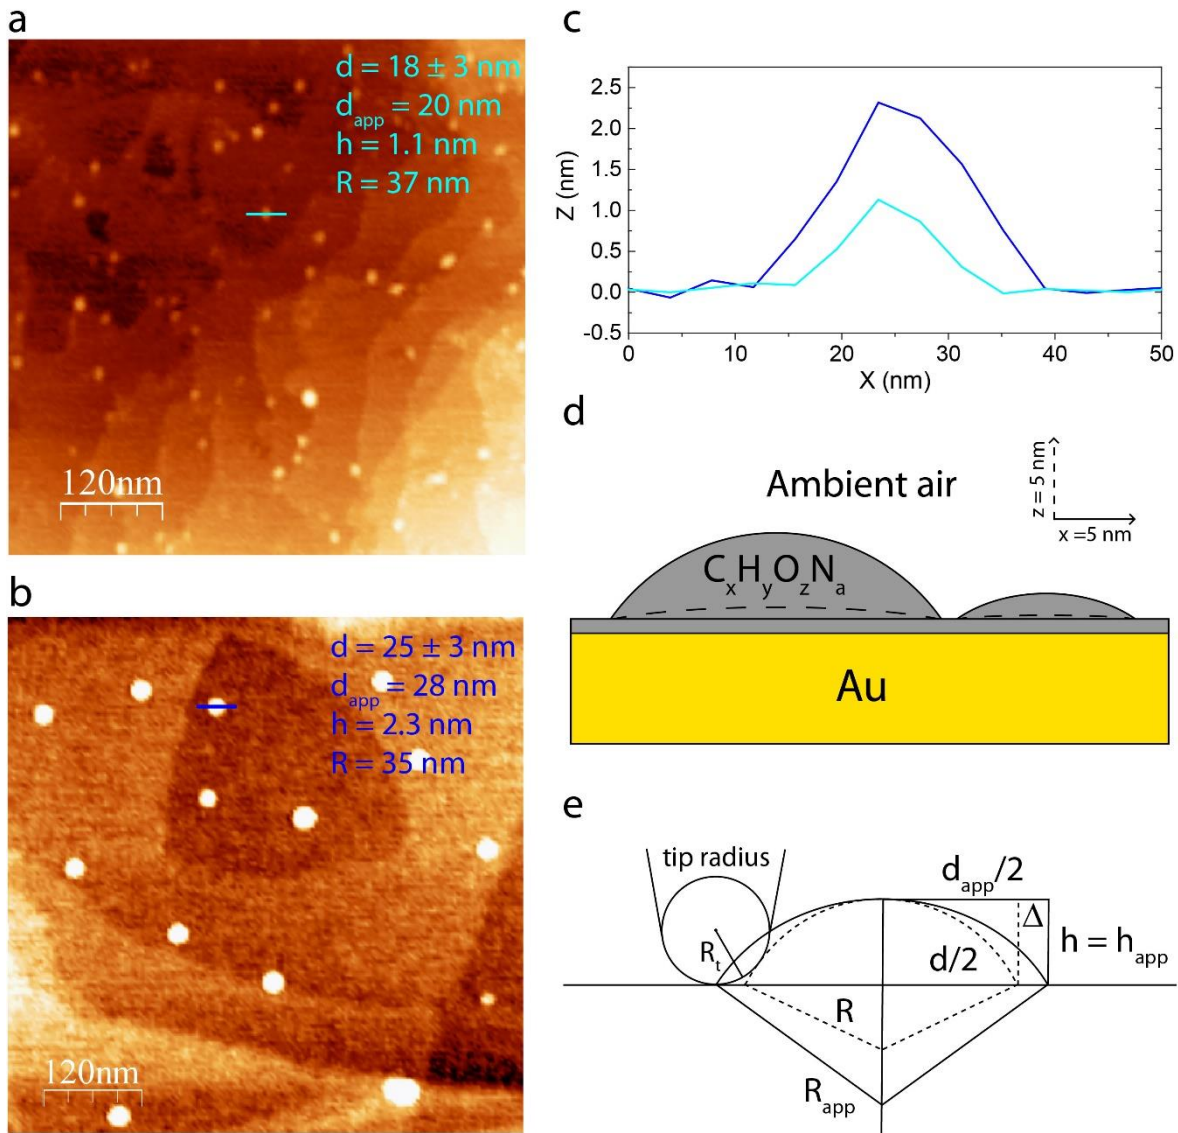 a
d = 18 ± 3 nm
d_app = 20 nm
h = 1.1 nm
R = 37 nm
120nm
b
d = 25 ± 3 nm
d_app = 28 nm
h = 2.3 nm
R = 35 nm
120nm
c
2.5
2.0
1.5
1.0
0.5
0.0
-0.5
Z (nm)
0 10 20 30 40 50
X (nm)
d
Ambient air
z = 5 nm
x =5 nm
C_xH_yO_zN_a
Au
e
tip radius
d_app/2
Δ
h = h_app
R_t
d/2
R
R_app